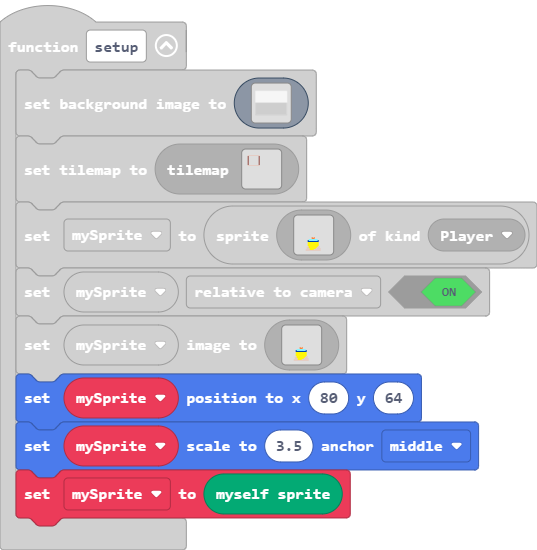 function setup
set background image to
set tilemap to tilemap
set mySprite to sprite of kind Player
set mySprite relative to camera ON
set mySprite image to
set mySprite position to x 80 y 64
set mySprite scale to 3.5 anchor middle
set mySprite to myself sprite